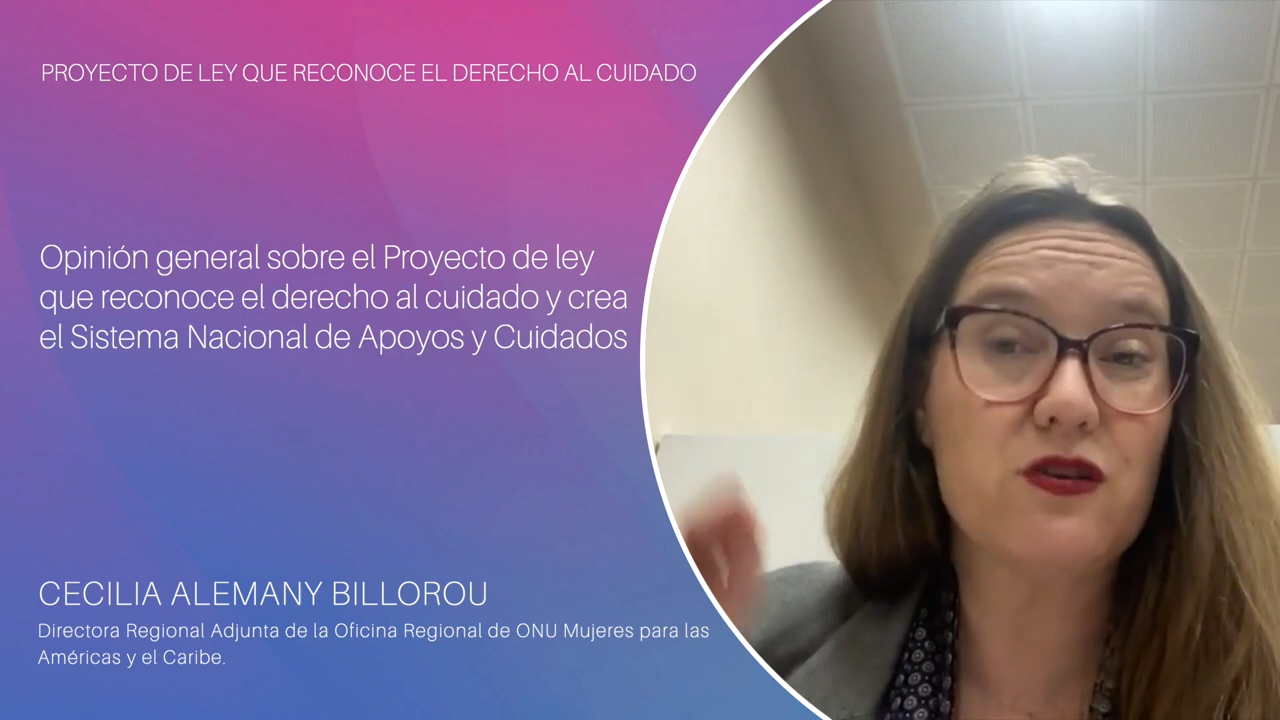 PROYECTO DE LEY QUE RECONOCE EL DERECHO AL CUIDADO
Opinión general sobre el Proyecto de ley
que reconoce el derecho al cuidado y crea
el Sistema Nacional de Apoyos y Cuidados
CECILIA ALEMANY BILLOROU
Directora Regional Adjunta de la Oficina Regional de ONU Mujeres para las
Américas y el Caribe.